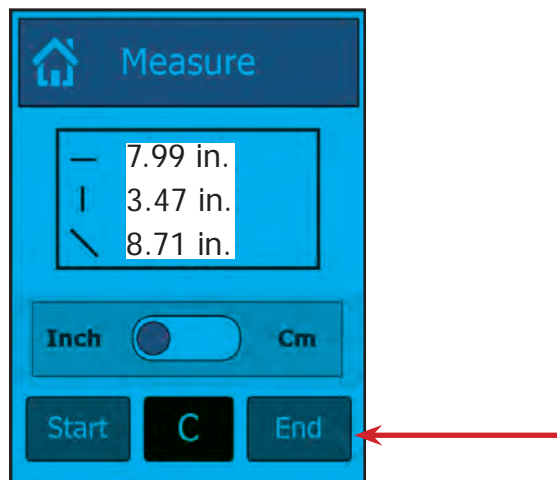 Measure
7.99 in.
3.47 in.
8.71 in.
Inch Cm
Start C End